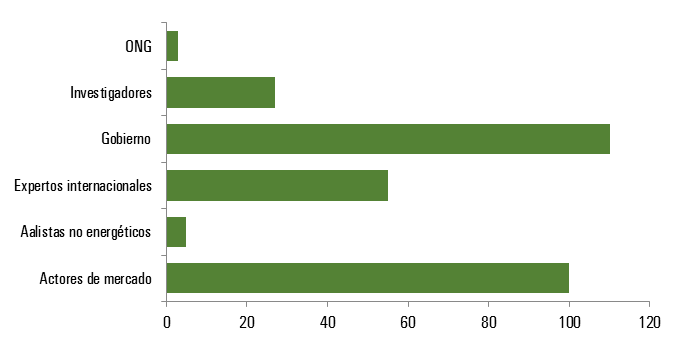 ONG
Investigadores
Gobierno
Expertos internacionales
Aalistas no energéticos
Actores de mercado
0 20 40 60 80 100 120